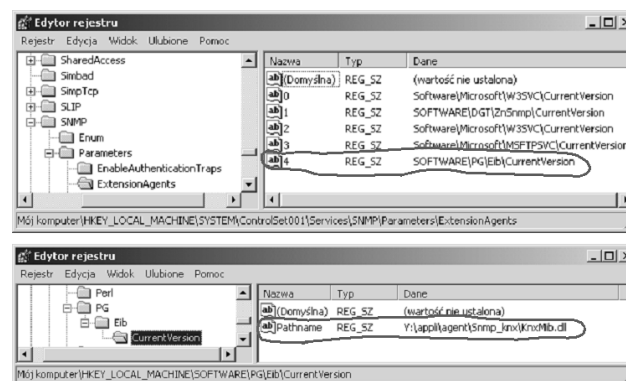 Edytor rejestru
Rejestr Edycja Widok Ulubione Pomoc
SharedAccess
Simbad
SimpTcp
SLIP
SNMP
Enum
Parameters
EnableAuthenticationTraps
ExtensionAgents
Nazwa Typ Dane
(Domyślna) REG_SZ (wartość nie ustalona)
0 REG_SZ Software\Microsoft\W3SVC\CurrentVersion
1 REG_SZ SOFTWARE\DGT\ZnSnmp\CurrentVersion
2 REG_SZ Software\Microsoft\W3SVC\CurrentVersion
3 REG_SZ Software\Microsoft\MSFTPSVC\CurrentVersion
4 REG_SZ SOFTWARE\PG\Eib\CurrentVersion
Mój komputer\HKEY_LOCAL_MACHINE\SYSTEM\ControlSet001\Services\SNMP\Parameters\ExtensionAgents
Edytor rejestru
Rejestr Edycja Widok Ulubione Pomoc
Perl
PG
Eib
CurrentVersion
Nazwa Typ Dane
(Domyślna) REG_SZ (wartość nie ustalona)
Pathname REG_SZ Y:\appli\agent\Snmp_knx\KnxMib.dll
Mój komputer\HKEY_LOCAL_MACHINE\SOFTWARE\PG\Eib\CurrentVersion